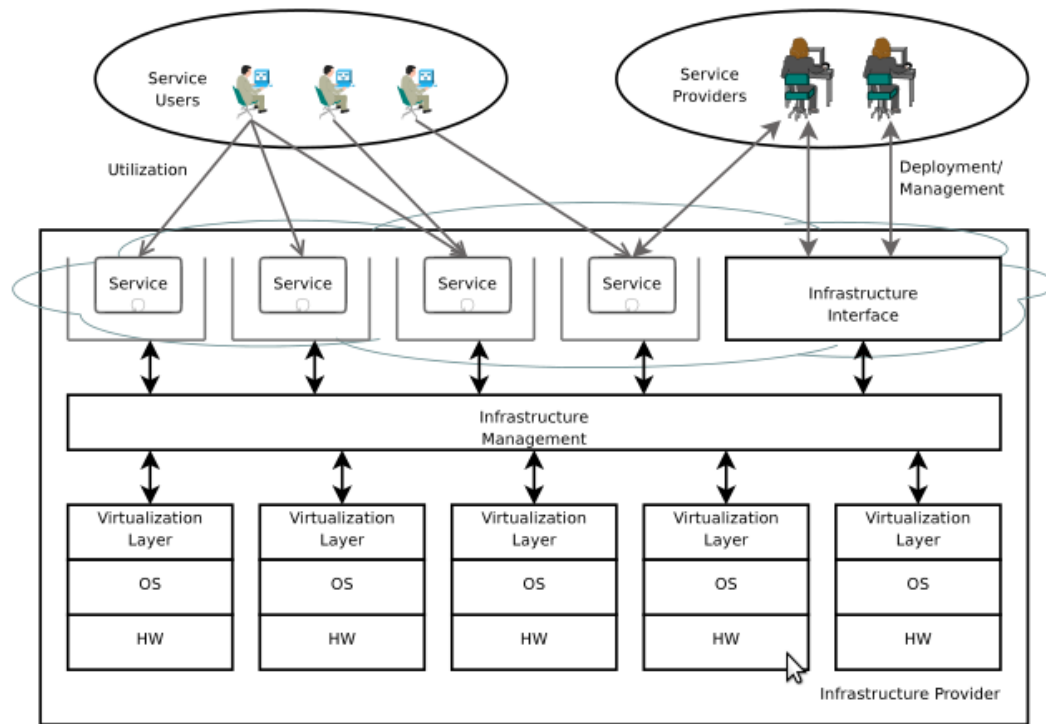 Service
Users
Service
Providers
Utilization
Deployment/
Management
Service
Service
Service
Service
Infrastructure
Interface
Infrastructure
Management
Virtualization
Layer
Virtualization
Layer
Virtualization
Layer
Virtualization
Layer
Virtualization
Layer
OS
OS
OS
OS
OS
HW
HW
HW
HW
HW
Infrastructure Provider